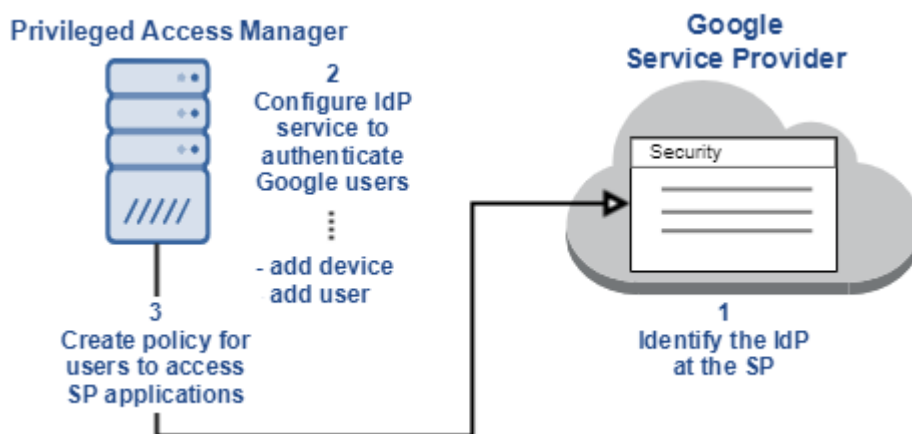 Privileged Access Manager
2
Configure IdP
service to
authenticate
Google users
- add device
- add user
3
Create policy for
users to access
SP applications
Google
Service Provider
Security
1
Identify the IdP
at the SP